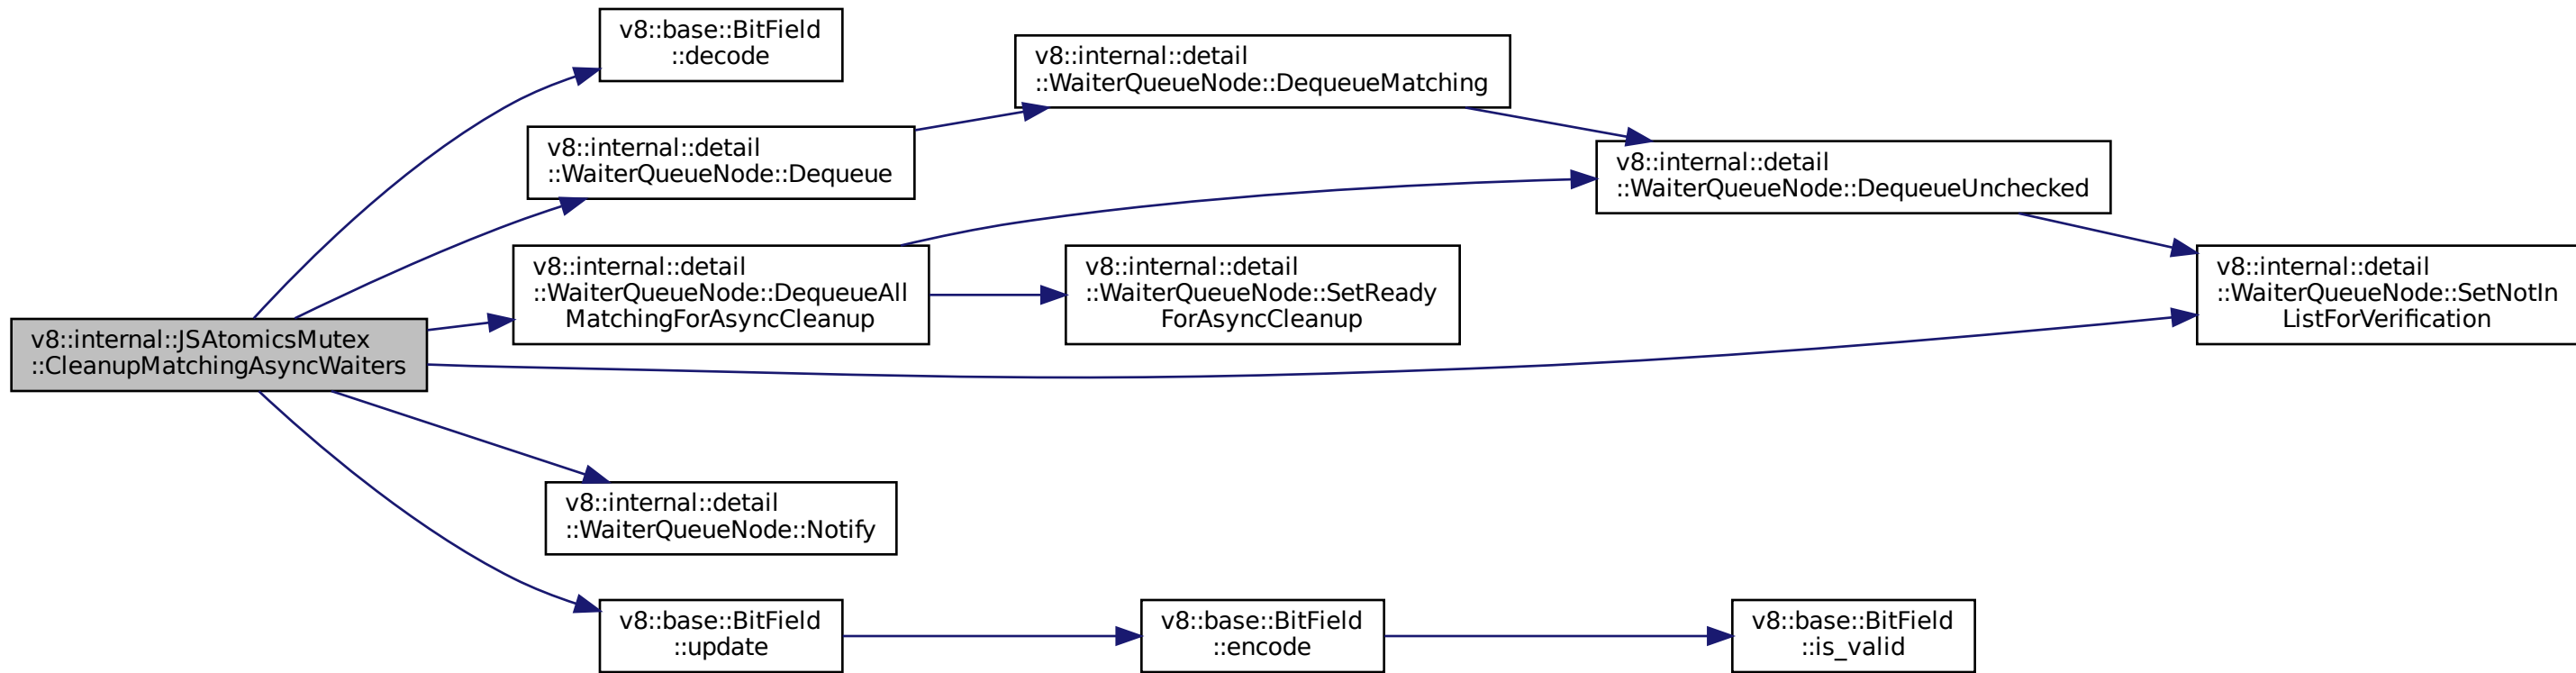 v8::internal::JSAtomicsMutex
::CleanupMatchingAsyncWaiters
v8::base::BitField
::decode
v8::internal::detail
::WaiterQueueNode::Dequeue
v8::internal::detail
::WaiterQueueNode::DequeueMatching
v8::internal::detail
::WaiterQueueNode::DequeueUnchecked
v8::internal::detail
::WaiterQueueNode::SetNotIn
ListForVerification
v8::internal::detail
::WaiterQueueNode::DequeueAll
MatchingForAsyncCleanup
v8::internal::detail
::WaiterQueueNode::SetReady
ForAsyncCleanup
v8::internal::detail
::WaiterQueueNode::Notify
v8::base::BitField
::update
v8::base::BitField
::encode
v8::base::BitField
::is_valid